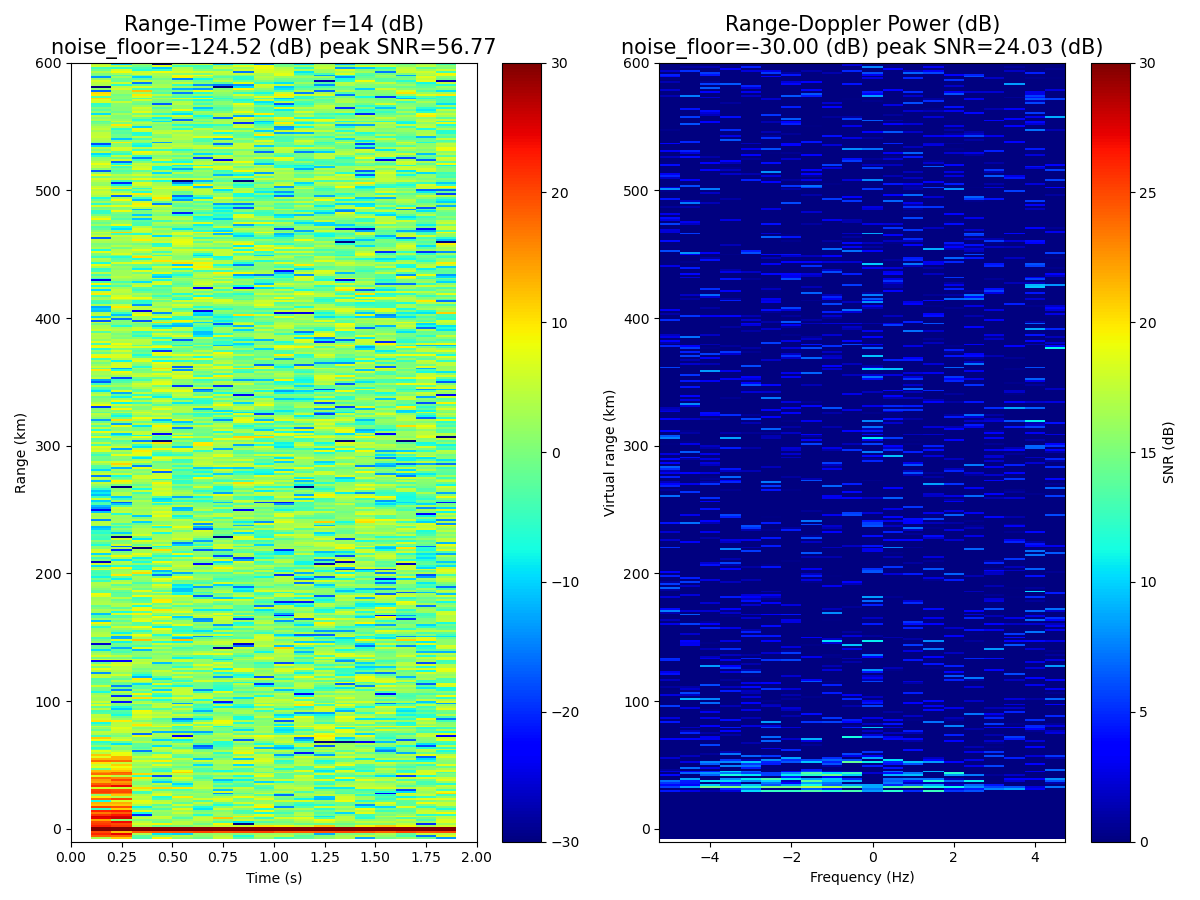 Range-Time Power f=14 (dB)
noise_floor=-124.52 (dB) peak SNR=56.77
Range (km)
600
500
400
300
200
100
0
0.00 0.25 0.50 0.75 1.00 1.25 1.50 1.75 2.00
Time (s)
30
20
10
0
−10
−20
−30
Range-Doppler Power (dB)
noise_floor=-30.00 (dB) peak SNR=24.03 (dB)
Virtual range (km)
600
500
400
300
200
100
0
−4 −2 0 2 4
Frequency (Hz)
30
25
20
15
10
5
0
SNR (dB)